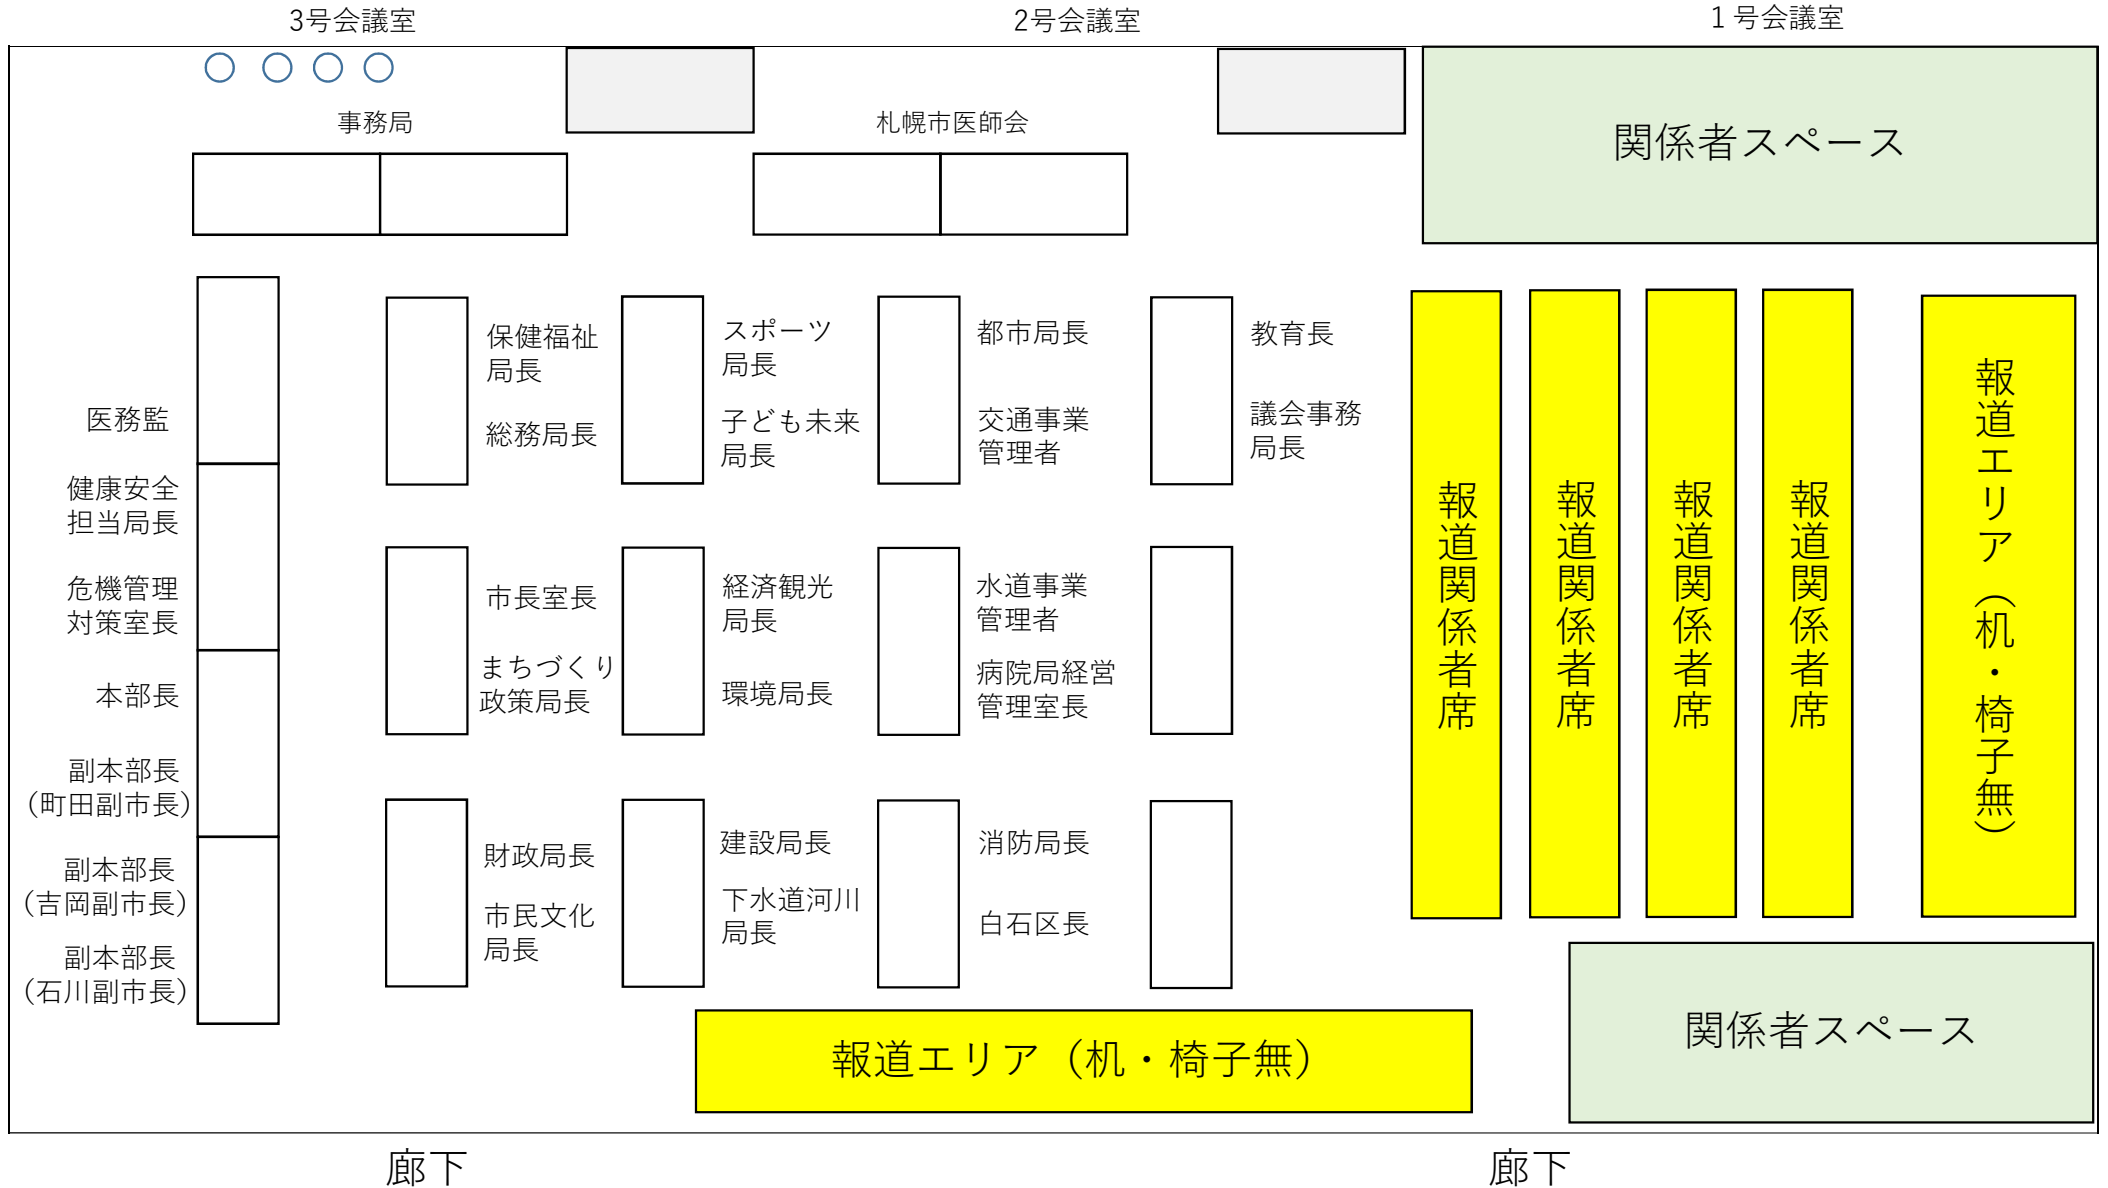 3号会議室
2号会議室
１号会議室
事務局
札幌市医師会
関係者スペース
医務監
健康安全
担当局長
危機管理
対策室長
本部長
副本部長
（町田副市長）
副本部長
（吉岡副市長）
副本部長
（石川副市長）
保健福祉
局長
総務局長
スポーツ
局長
子ども未来
局長
都市局長
交通事業
管理者
教育長
議会事務
局長
市長室長
まちづくり
政策局長
経済観光
局長
環境局長
水道事業
管理者
病院局経営
管理室長
財政局長
市民文化
局長
建設局長
下水道河川
局長
消防局長
白石区長
報道関係者席
報道関係者席
報道関係者席
報道関係者席
報道エリア（机・椅子無）
報道エリア（机・椅子無）
関係者スペース
廊下
廊下